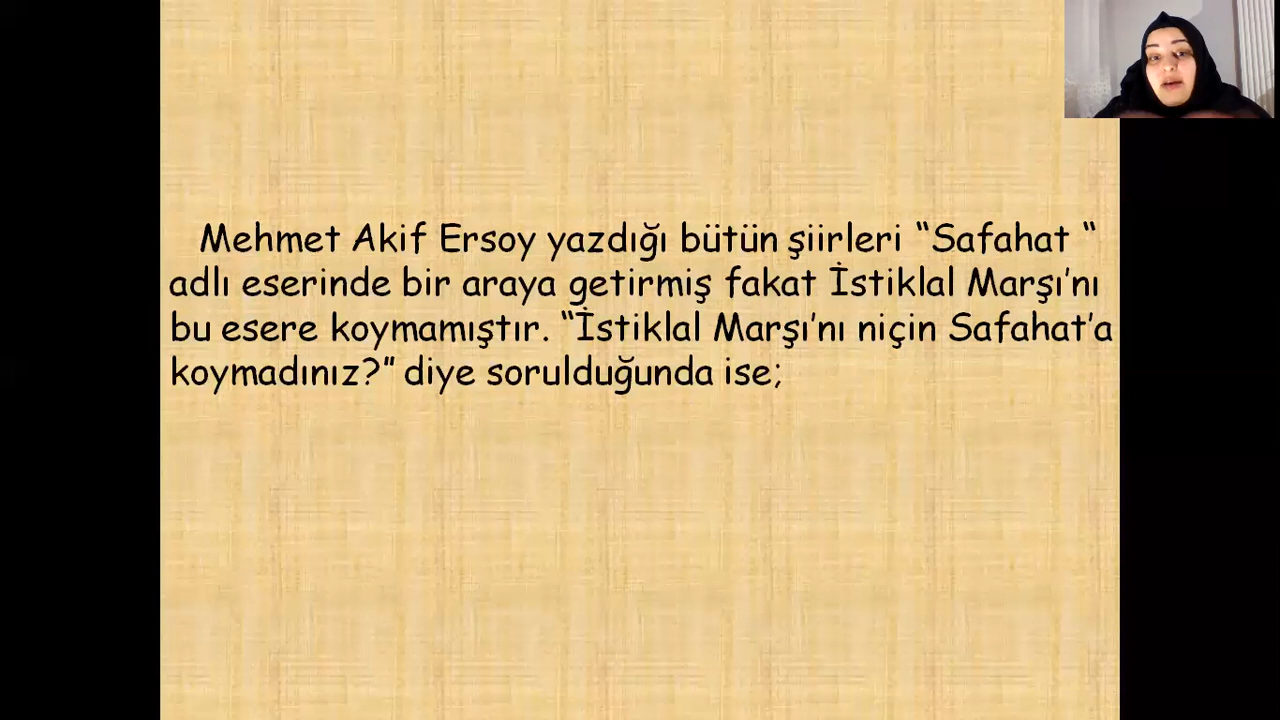 Mehmet Akif Ersoy yazdığı bütün şiirleri “Safahat “
adlı eserinde bir araya getirmiş fakat İstiklal Marşı’nı
bu esere koymamıştır. “İstiklal Marşı’nı niçin Safahat’a
koymadınız?” diye sorulduğunda ise;